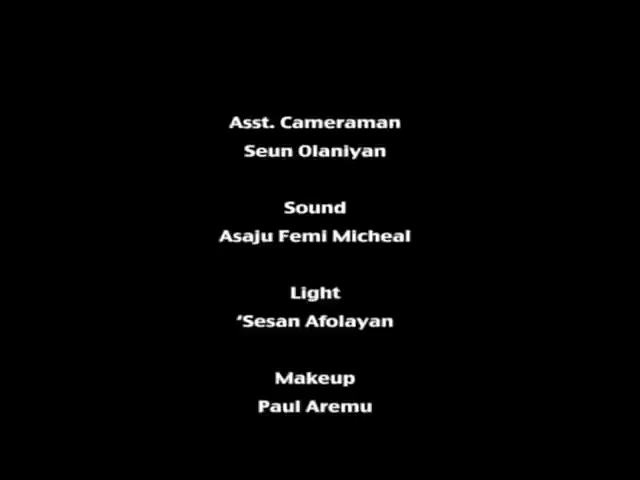 Asst. Cameraman
Seun Olaniyan
Sound
Asaju Femi Micheal
Light
‘Sesan Afolayan
Makeup
Paul Aremu